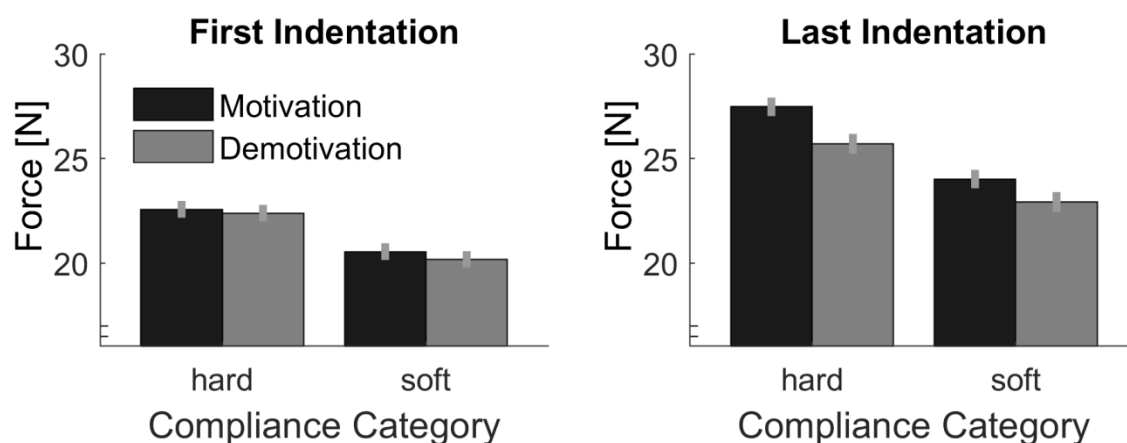 First Indentation
30
25
20
Force [N]
Motivation
Demotivation
hard soft
Compliance Category
Last Indentation
30
25
20
Force [N]
hard soft
Compliance Category